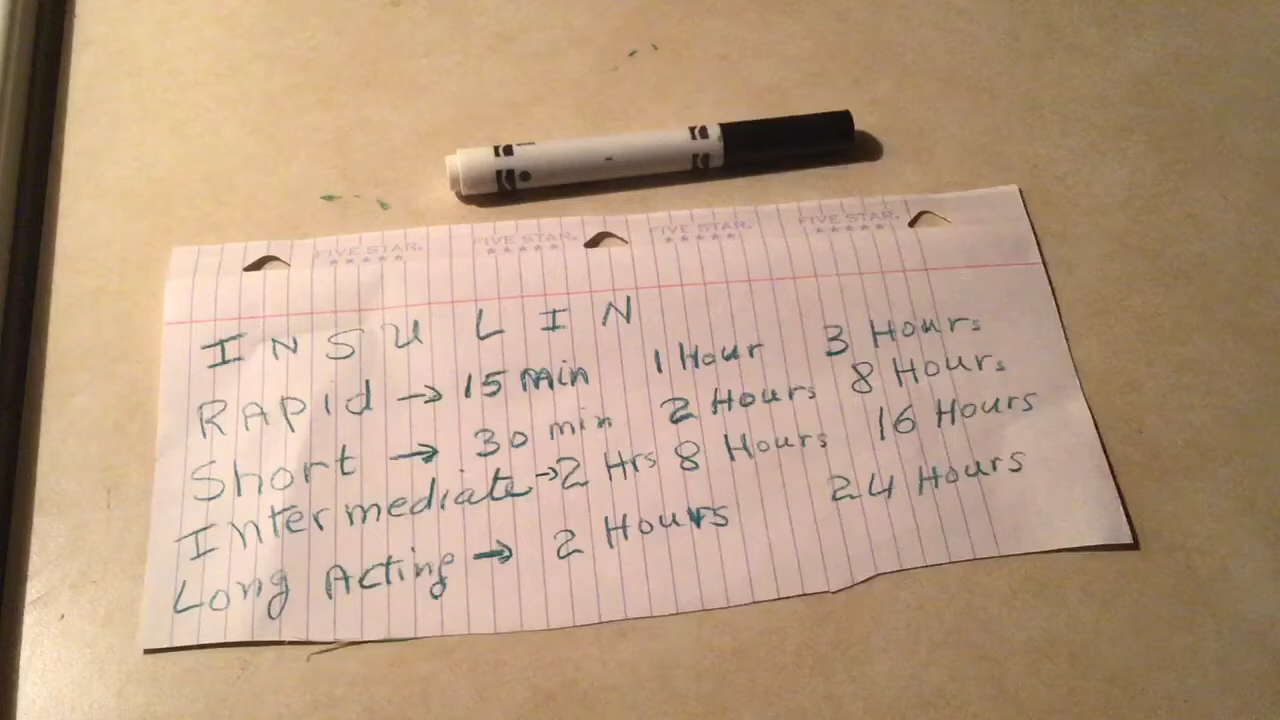 FIVE STAR. FIVE STAR. FIVE STAR. FIVE STAR.
INSULIN
RAPid → 15 min 1 Hour 3 Hours
Short → 30 min 2 Hours 8 Hours
Intermediate → 2 Hrs 8 Hours 16 Hours
Long Acting → 2 Hours 24 Hours